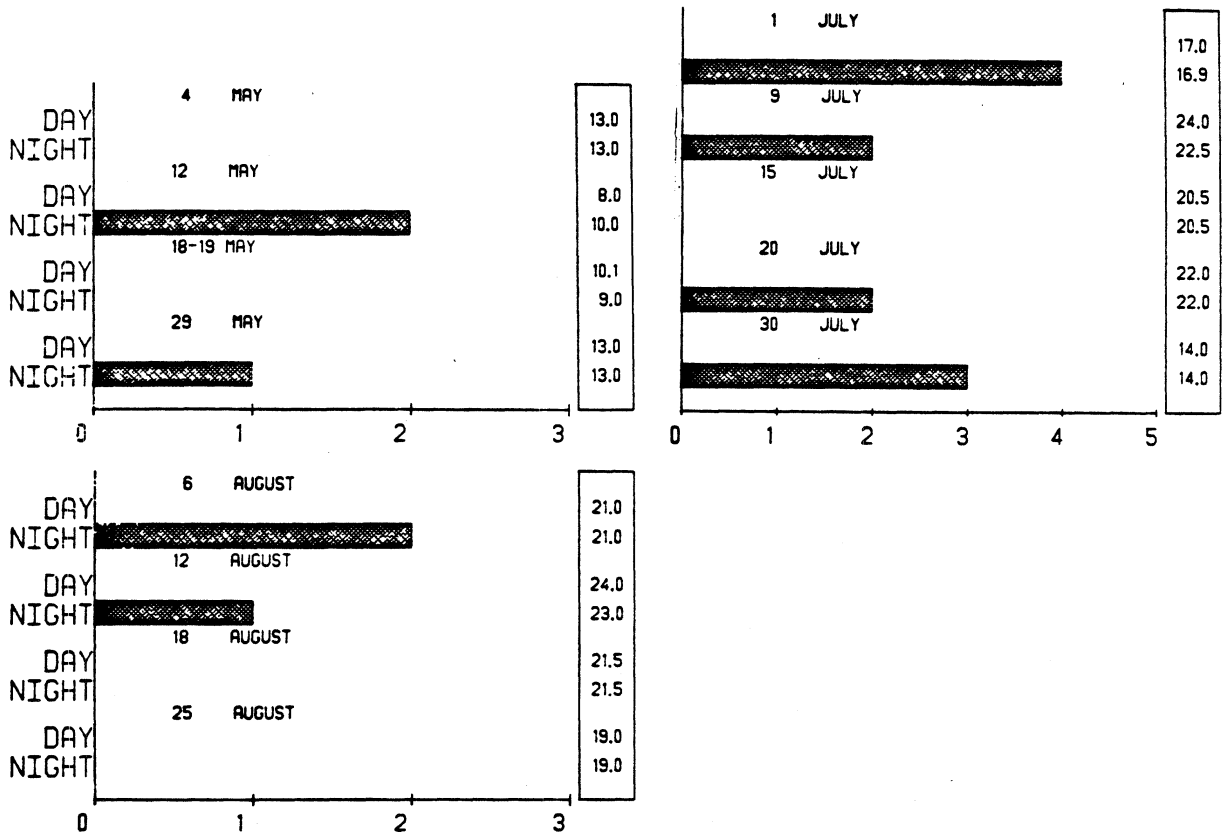 4 MAY
DAY 13.0
NIGHT 13.0
12 MAY
DAY 8.0
NIGHT 10.0
18-19 MAY
DAY 10.1
NIGHT 9.0
29 MAY
DAY 13.0
NIGHT 13.0
0 1 2 3
1 JULY
17.0
16.9
9 JULY
24.0
22.5
15 JULY
20.5
20.5
20 JULY
22.0
22.0
30 JULY
14.0
14.0
0 1 2 3 4 5
6 AUGUST
DAY 21.0
NIGHT 21.0
12 AUGUST
DAY 24.0
NIGHT 23.0
18 AUGUST
DAY 21.5
NIGHT 21.5
25 AUGUST
DAY 19.0
NIGHT 19.0
0 1 2 3